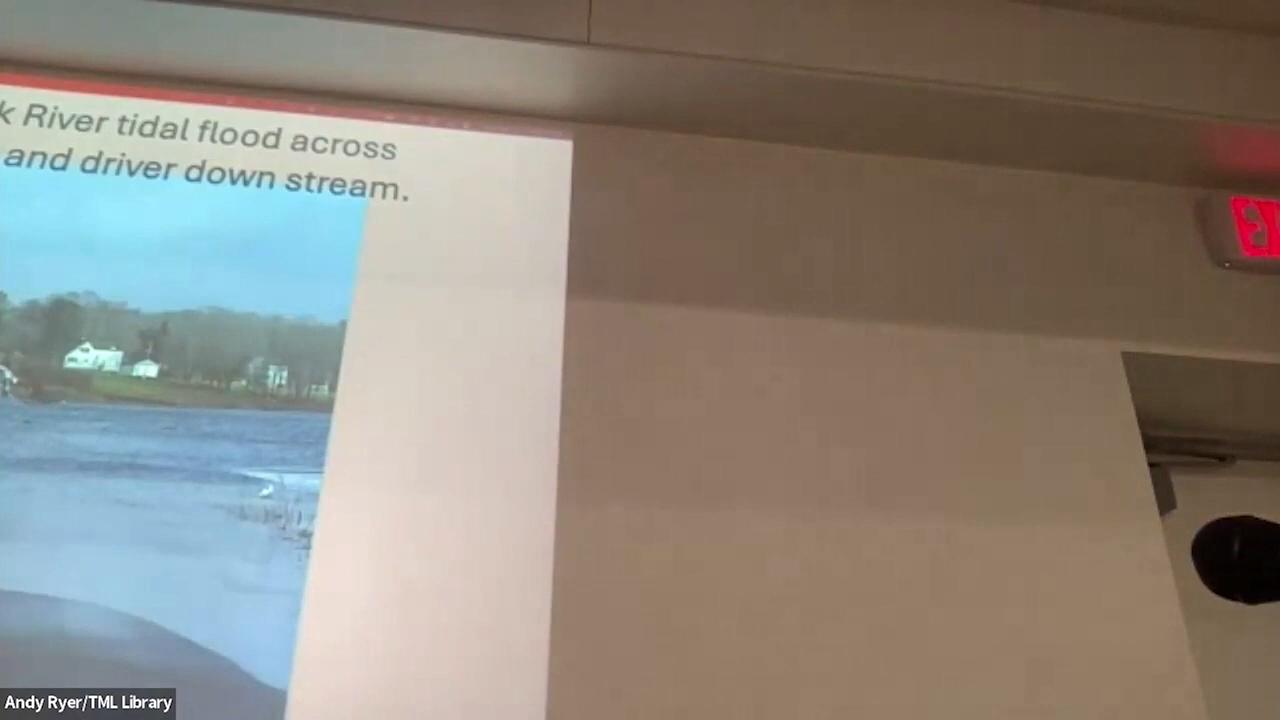 k River tidal flood across
and driver down stream.
Andy Ryer/TML Library